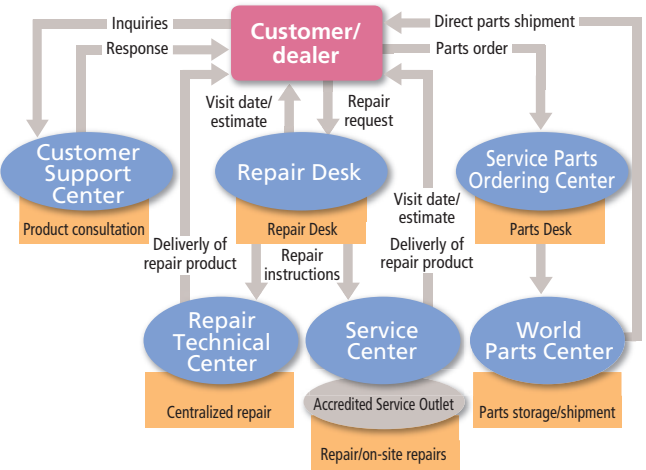 Inquiries
Response
Customer/
dealer
Direct parts shipment
Parts order
Visit date/
estimate
Repair
request
Customer
Support
Center
Product consultation
Repair Desk
Repair Desk
Service Parts
Ordering Center
Parts Desk
Visit date/
estimate
Deliverly of
repair product
Deliverly of
repair product
Repair
instructions
Repair
Technical
Center
Centralized repair
Service
Center
Accredited Service Outlet
Repair/on-site repairs
World
Parts Center
Parts storage/shipment